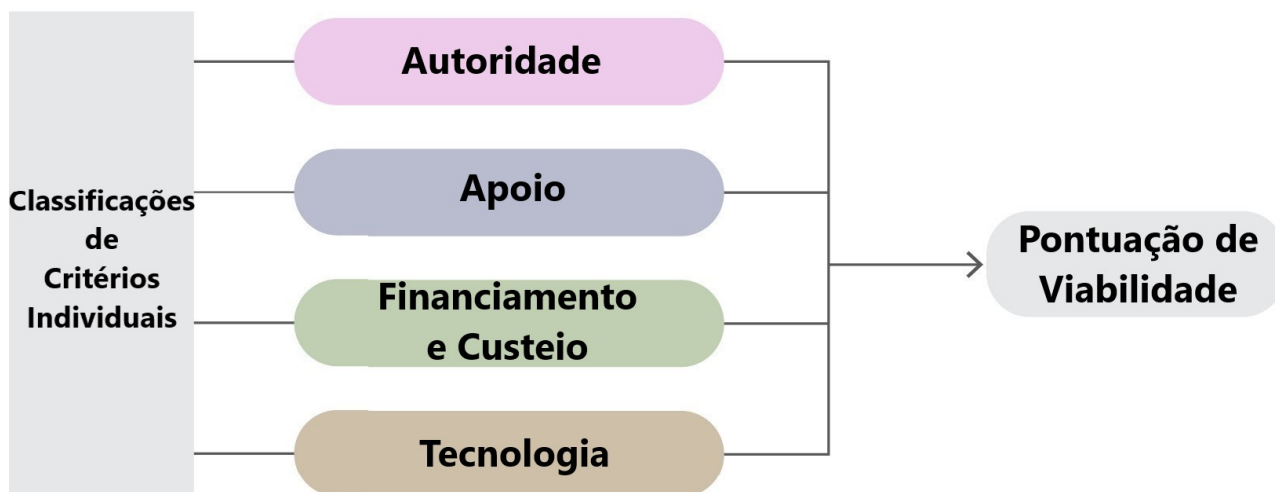 Classificações
de
Critérios
Individuais
Autoridade
Apoio
Financiamento
e Custeio
Tecnologia
Pontuação de
Viabilidade